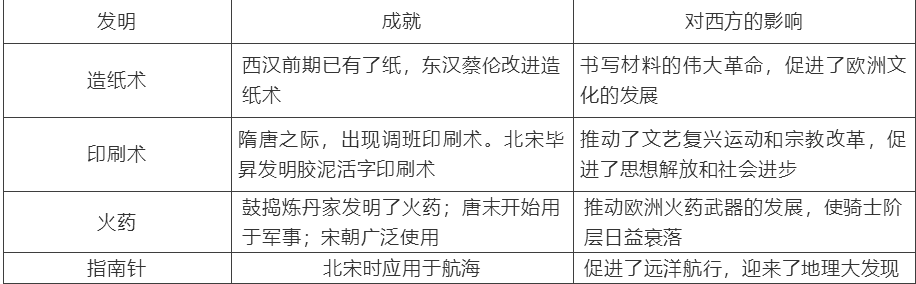 发明 成就 对西方的影响
造纸术
西汉前期已有了纸，东汉蔡伦改进造
纸术
书写材料的伟大革命，促进了欧洲文
化的发展
印刷术
隋唐之际，出现调班印刷术。北宋毕
昇发明胶泥活字印刷术
推动了文艺复兴运动和宗教改革，促
进了思想解放和社会进步
火药
鼓捣炼丹家发明了火药；唐末开始用
于军事；宋朝广泛使用
推动欧洲火药武器的发展，使骑士阶
层日益衰落
指南针 北宋时应用于航海 促进了远洋航行，迎来了地理大发现